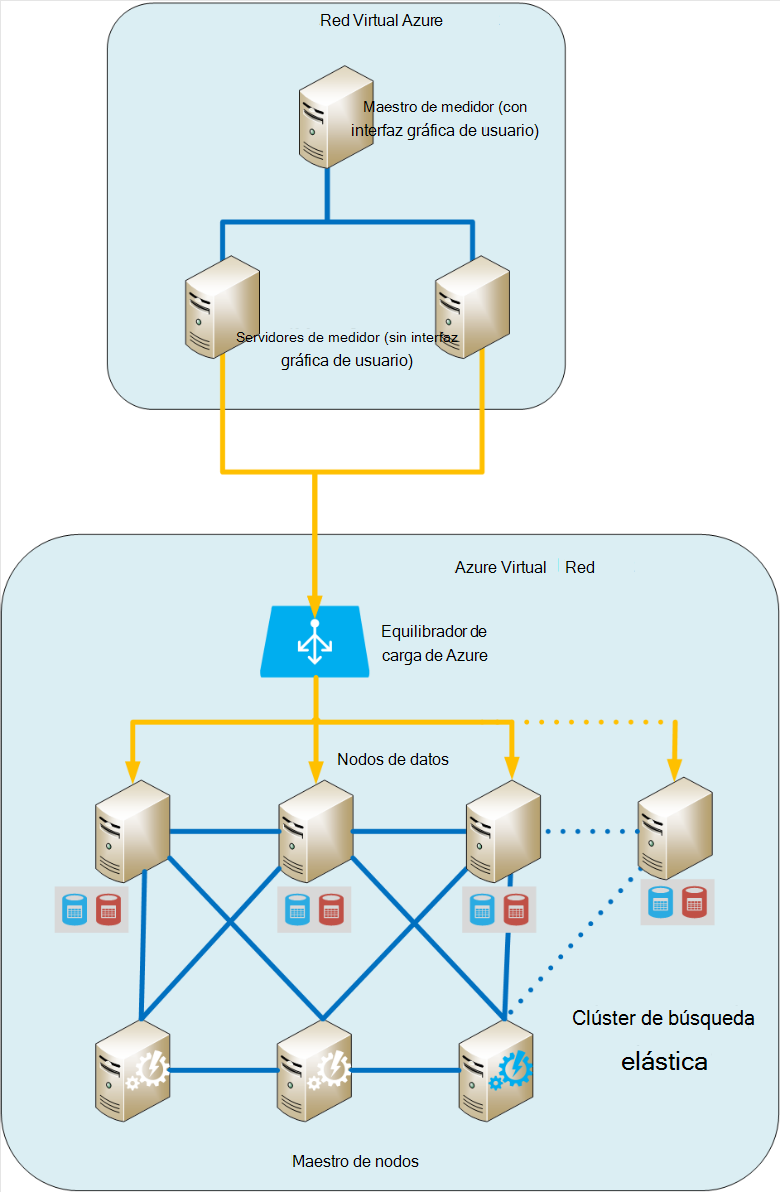 Red Virtual Azure
Maestro de medidor (con
interfaz gráfica de usuario)
Servidores de medidor (sin interfaz
gráfica de usuario)
Azure Virtual Red
Equilibrador de
carga de Azure
Nodos de datos
Clúster de búsqueda
elástica
Maestro de nodos